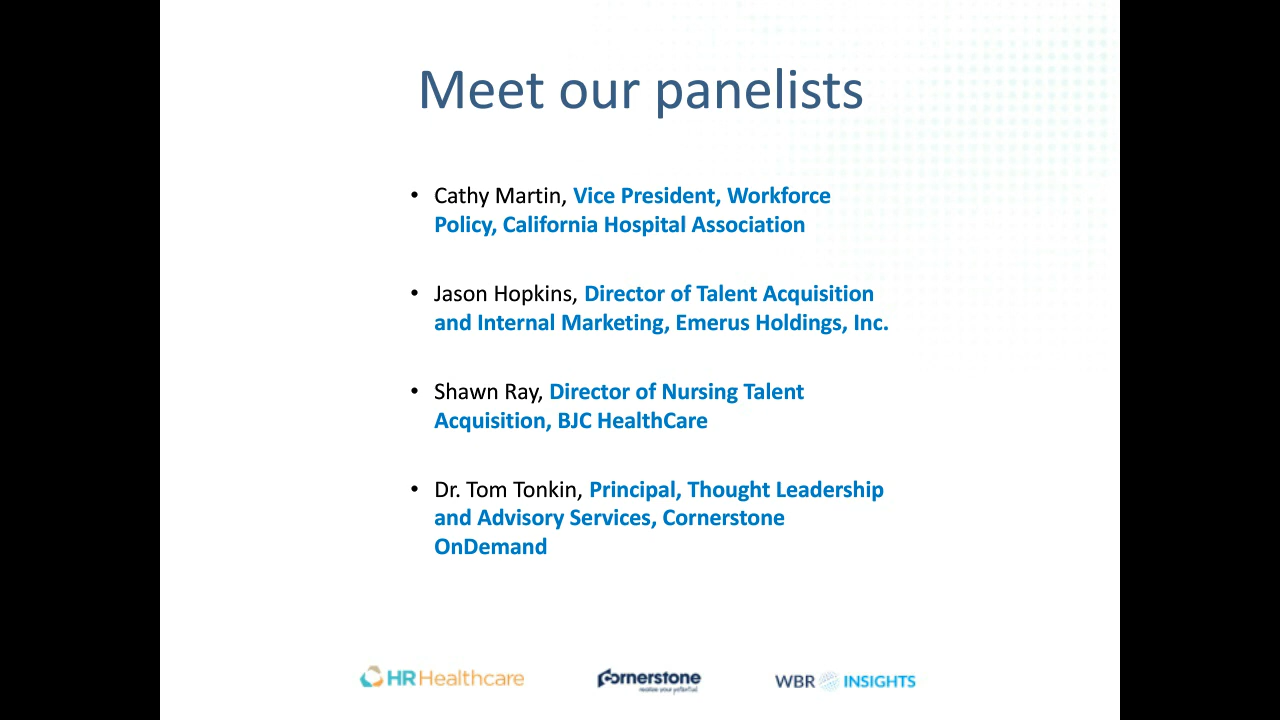 Meet our panelists
• Cathy Martin, Vice President, Workforce
Policy, California Hospital Association
• Jason Hopkins, Director of Talent Acquisition
and Internal Marketing, Emerus Holdings, Inc.
• Shawn Ray, Director of Nursing Talent
Acquisition, BJC HealthCare
• Dr. Tom Tonkin, Principal, Thought Leadership
and Advisory Services, Cornerstone
OnDemand
HRHealthcare
Cornerstone
realize your potential
WBR INSIGHTS